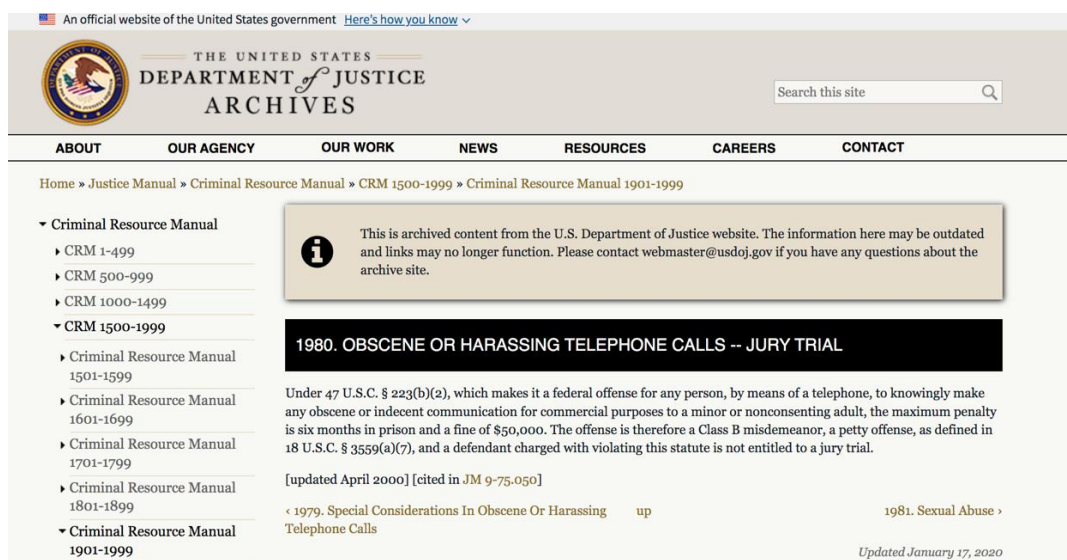 An official website of the United States government Here's how you know
THE UNITED STATES
DEPARTMENT of JUSTICE
ARCHIVES
Search this site
ABOUT OUR AGENCY OUR WORK NEWS RESOURCES CAREERS CONTACT
Home » Justice Manual » Criminal Resource Manual » CRM 1500-1999 » Criminal Resource Manual 1901-1999
Criminal Resource Manual
CRM 1-499
CRM 500-999
CRM 1000-1499
CRM 1500-1999
Criminal Resource Manual
1501-1599
Criminal Resource Manual
1601-1699
Criminal Resource Manual
1701-1799
Criminal Resource Manual
1801-1899
Criminal Resource Manual
1901-1999
This is archived content from the U.S. Department of Justice website. The information here may be outdated
and links may no longer function. Please contact webmaster@usdoj.gov if you have any questions about the
archive site.
1980. OBSCENE OR HARASSING TELEPHONE CALLS -- JURY TRIAL
Under 47 U.S.C. § 223(b)(2), which makes it a federal offense for any person, by means of a telephone, to knowingly make
any obscene or indecent communication for commercial purposes to a minor or nonconsenting adult, the maximum penalty
is six months in prison and a fine of $50,000. The offense is therefore a Class B misdemeanor, a petty offense, as defined in
18 U.S.C. § 3559(a)(7), and a defendant charged with violating this statute is not entitled to a jury trial.
[updated April 2000] [cited in JM 9-75.050]
‹ 1979. Special Considerations In Obscene Or Harassing
Telephone Calls
up
1981. Sexual Abuse ›
Updated January 17, 2020